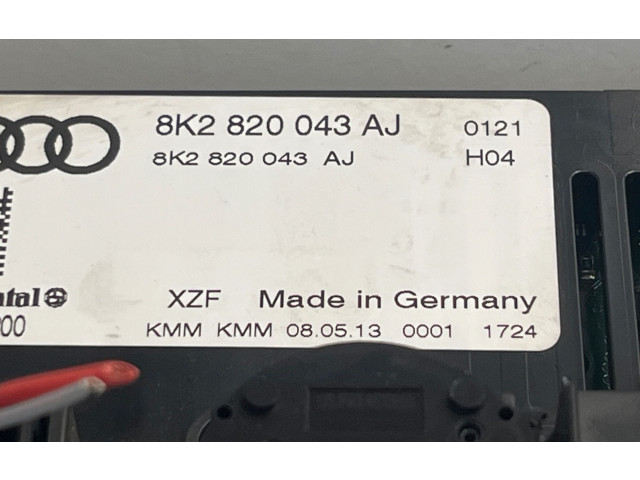 8K2 820 043 AJ 0121
8K2 820 043 AJ H04
XZF Made in Germany
KMM KMM 08.05.13 0001 1724